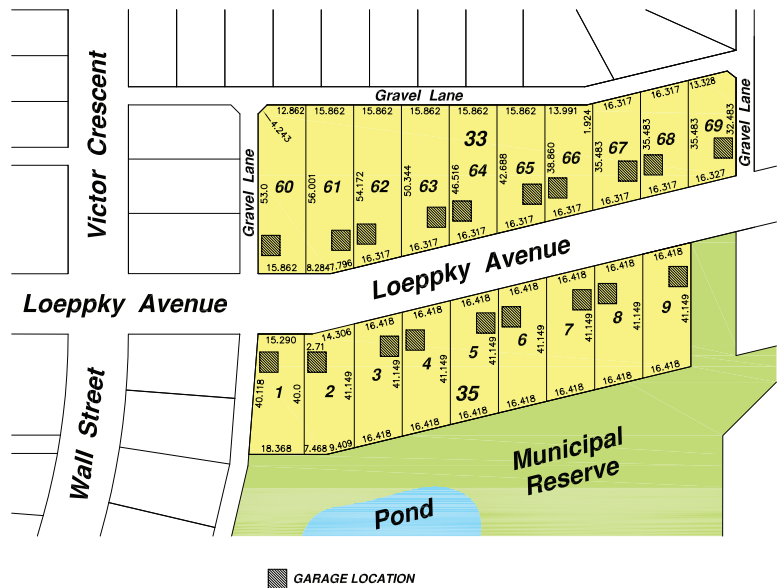 Victor Crescent
Gravel Lane
Gravel Lane
Gravel Lane
12.862 15.862 15.862 15.862 15.862 15.862 13.991 16.317 16.317 13.328
4.243
1.924
33
53.0 60 56.001 61 54.172 62 50.344 63 46.516 64 42.688 65 38.860 66 35.483 67 35.483 68 35.483 69 32.483
15.862 8.284 7.796 16.317 16.317 16.317 16.317 16.317 16.317 16.317 16.327
Loeppky Avenue
Loeppky Avenue
15.290 2.71 14.306 16.418 16.418 16.418 16.418 16.418 16.418 16.418
40.118 1 40.0 2 41.149 3 41.149 4 41.149 5 41.149 6 41.149 7 41.149 8 41.149 9 41.149
35
18.368 7.468 9.409 16.418 16.418 16.418 16.418 16.418 16.418 16.418
Wall Street
Municipal
Reserve
Pond
GARAGE LOCATION